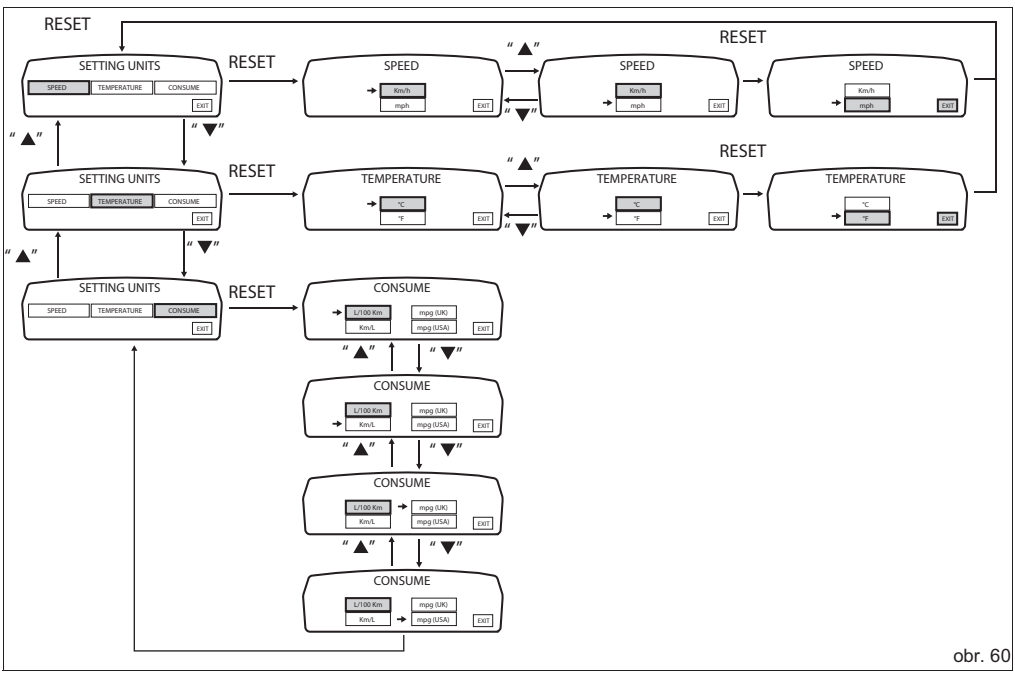 RESET
SETTING UNITS
SPEED TEMPERATURE CONSUME
EXIT
RESET
SPEED
Km/h
mph
EXIT
“ ▲”
“ ▼”
SPEED
Km/h
mph
EXIT
RESET
SPEED
Km/h
mph
EXIT
“ ▲”
“ ▼”
SETTING UNITS
SPEED TEMPERATURE CONSUME
EXIT
RESET
TEMPERATURE
°C
°F
EXIT
“ ▲”
“ ▼”
TEMPERATURE
°C
°F
EXIT
RESET
TEMPERATURE
°C
°F
EXIT
“ ▲”
“ ▼”
SETTING UNITS
SPEED TEMPERATURE CONSUME
EXIT
RESET
CONSUME
L/100 Km mpg (UK)
Km/L mpg (USA)
“ ▲” “ ▼”
CONSUME
L/100 Km mpg (UK)
Km/L mpg (USA) EXIT
“ ▲” “ ▼”
CONSUME
L/100 Km mpg (UK)
Km/L mpg (USA) EXIT
“ ▲” “ ▼”
CONSUME
L/100 Km mpg (UK)
Km/L mpg (USA) EXIT
obr. 60